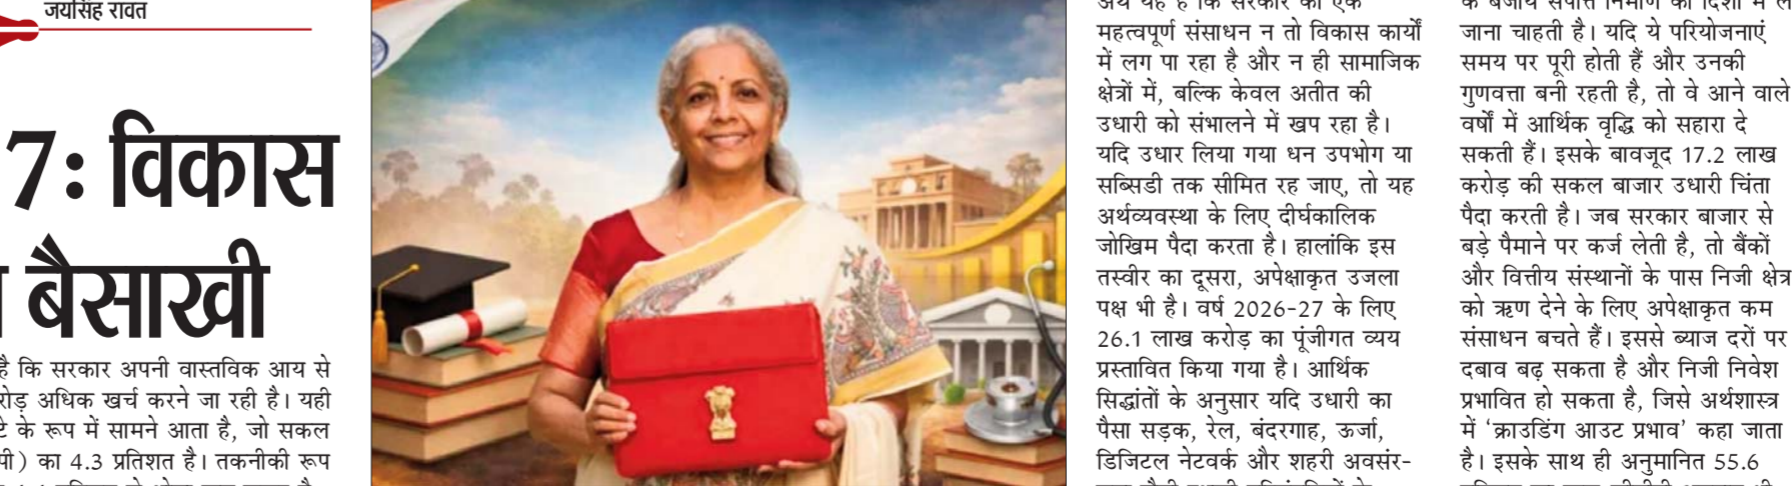 जयसिंह रावत
7: विकास
बैसाखी
है कि सरकार अपनी वास्तविक आय से
अधिक खर्च करने जा रही है। यही
के रूप में सामने आता है, जो सकल
का 4.3 प्रतिशत है। तकनीकी रूप
अर्थ यह है कि सरकार का एक
महत्वपूर्ण संसाधन न तो विकास कार्यों
में लग पा रहा है और न ही सामाजिक
क्षेत्रों में, बल्कि केवल अतीत की
उधारी को संभालने में खप रहा है।
यदि उधार लिया गया धन उपभोग या
सब्सिडी तक सीमित रह जाए, तो यह
अर्थव्यवस्था के लिए दीर्घकालिक
जोखिम पैदा करता है। हालांकि इस
तस्वीर का दूसरा, अपेक्षाकृत उजला
पक्ष भी है। वर्ष 2026-27 के लिए
26.1 लाख करोड़ का पूंजीगत व्यय
प्रस्तावित किया गया है। आर्थिक
सिद्धांतों के अनुसार यदि उधारी का
पैसा सड़क, रेल, बंदरगाह, ऊर्जा,
डिजिटल नेटवर्क और शहरी अवसंर-
के बजाय संपत्ति निर्माण की दिशा में
जाना चाहती है। यदि ये परियोजनाएं
समय पर पूरी होती हैं और उनकी
गुणवत्ता बनी रहती है, तो वे आने वाले
वर्षों में आर्थिक वृद्धि को सहारा दे
सकती हैं। इसके बावजूद 17.2 लाख
करोड़ की सकल बाजार उधारी चिंता
पैदा करती है। जब सरकार बाजार से
बड़े पैमाने पर कर्ज लेती है, तो बैंकों
और वित्तीय संस्थानों के पास निजी क्षेत्र
को ऋण देने के लिए अपेक्षाकृत कम
संसाधन बचते हैं। इससे ब्याज दरों पर
दबाव बढ़ सकता है और निजी निवेश
प्रभावित हो सकता है, जिसे अर्थशास्त्र
में ‘क्राउडिंग आउट प्रभाव’ कहा जाता
है। इसके साथ ही अनुमानित 55.6